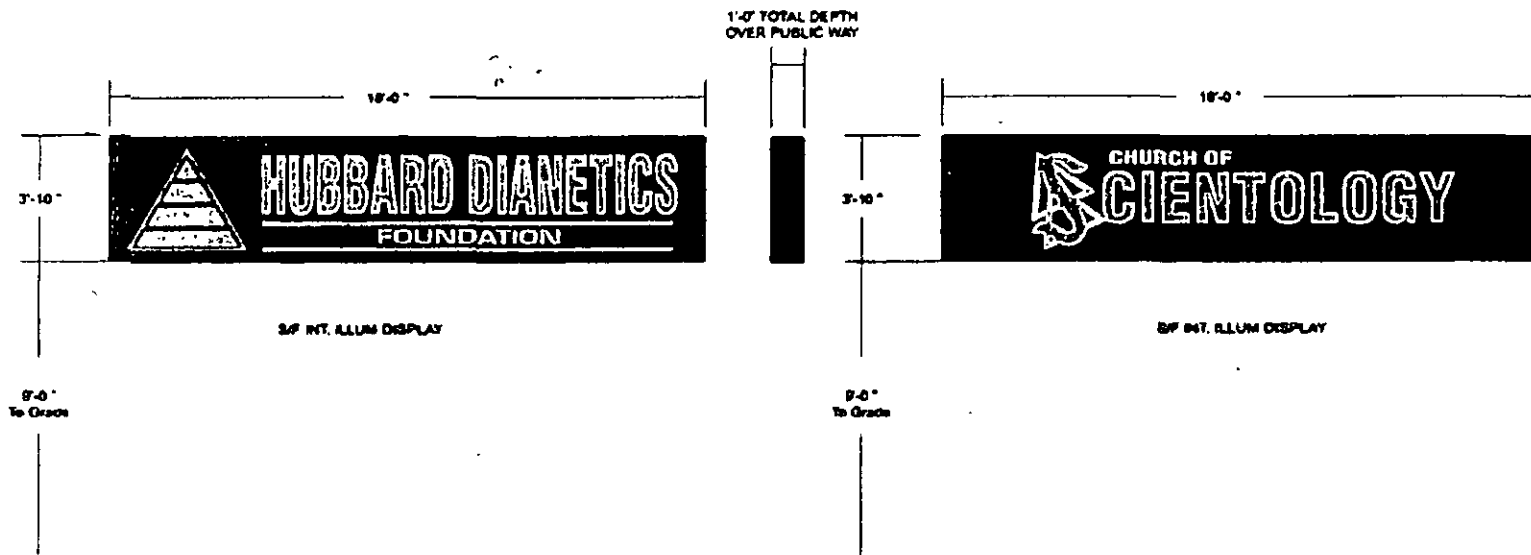 1'-0" TOTAL DEPTH
OVER PUBLIC WAY
18'-0"
3'-10"
HUBBARD DIANETICS
FOUNDATION
S/F INT. ILLUM DISPLAY
9'-0"
To Grade
18'-0"
3'-10"
CHURCH OF
SCIENTOLOGY
S/F INT. ILLUM DISPLAY
9'-0"
To Grade